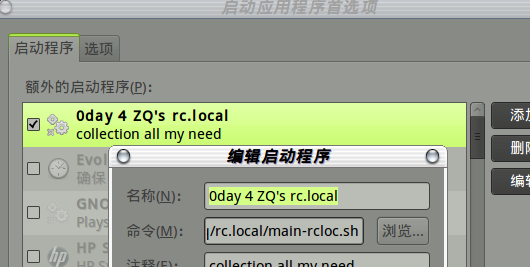 启动应用程序首选项
启动程序 选项
额外的启动程序(P):
0day 4 ZQ's rc.local
collection all my need
添加
Evol
确保
删除
GNO
Plays
编辑
HP S
编辑启动程序
名称(N): 0day 4 ZQ's rc.local
命令(M): /rc.local/main-rcloc.sh 浏览...
注释(E): collection all my need